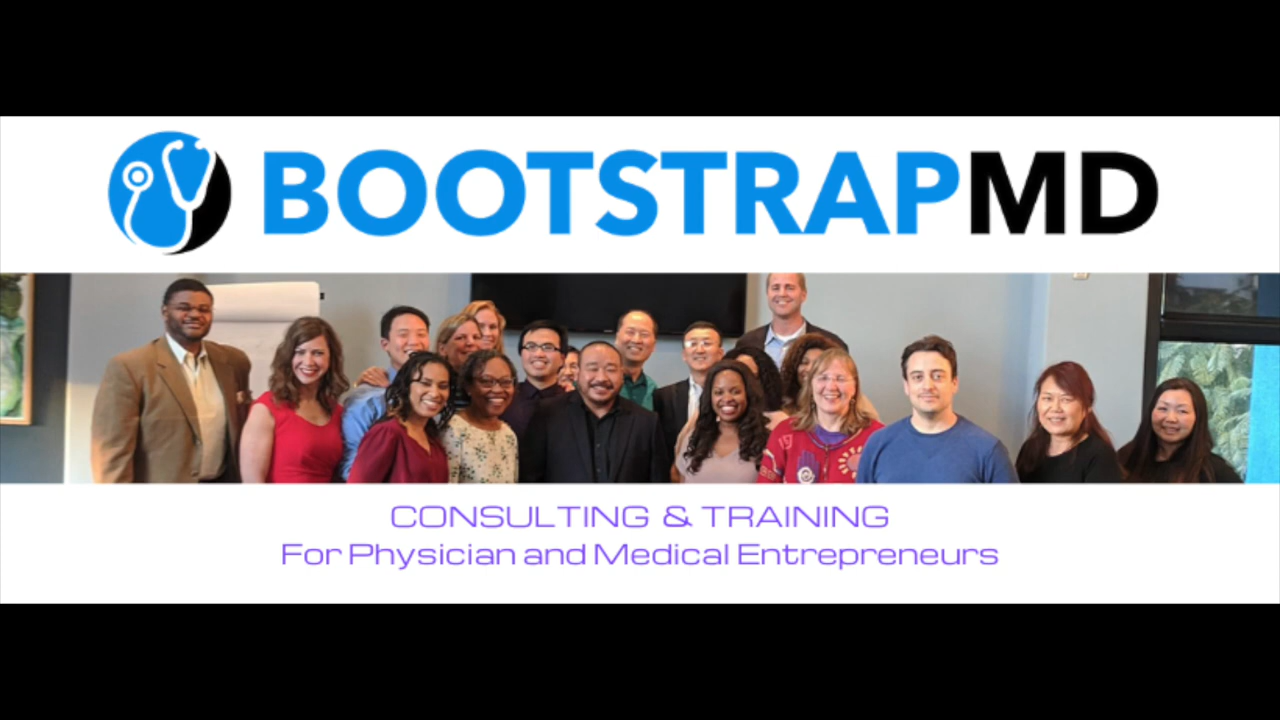 BOOTSTRAPMD
CONSULTING & TRAINING
For Physician and Medical Entrepreneurs